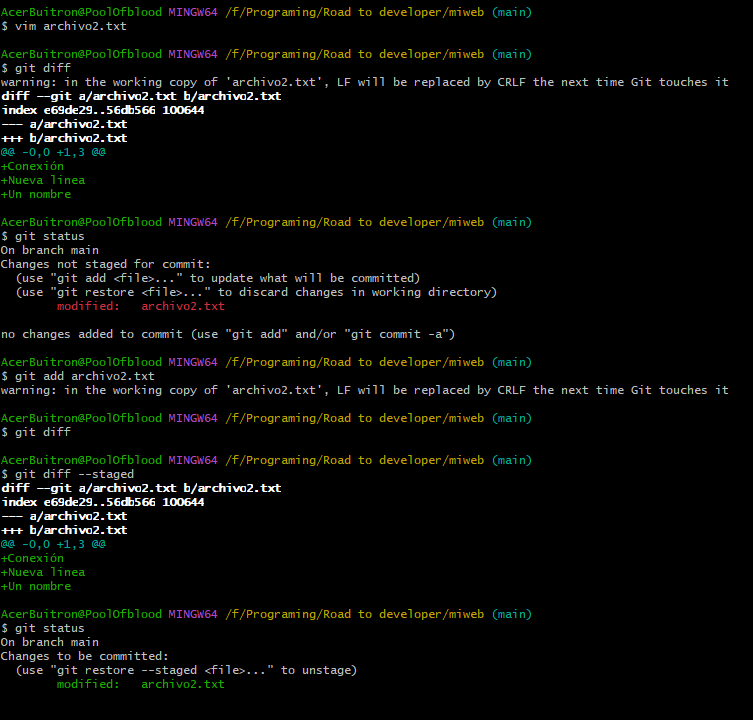 AcerBuitron@PoolOfblood MINGW64 /f/Programing/Road to developer/miweb (main)
$ vim archivo2.txt
AcerBuitron@PoolOfblood MINGW64 /f/Programing/Road to developer/miweb (main)
$ git diff
warning: in the working copy of 'archivo2.txt', LF will be replaced by CRLF the next time Git touches it
diff --git a/archivo2.txt b/archivo2.txt
index e69de29..56db566 100644
--- a/archivo2.txt
+++ b/archivo2.txt
@@ -0,0 +1,3 @@
+Conexión
+Nueva linea
+Un nombre
AcerBuitron@PoolOfblood MINGW64 /f/Programing/Road to developer/miweb (main)
$ git status
On branch main
Changes not staged for commit:
  (use "git add <file>..." to update what will be committed)
  (use "git restore <file>..." to discard changes in working directory)
        modified:   archivo2.txt
no changes added to commit (use "git add" and/or "git commit -a")
AcerBuitron@PoolOfblood MINGW64 /f/Programing/Road to developer/miweb (main)
$ git add archivo2.txt
warning: in the working copy of 'archivo2.txt', LF will be replaced by CRLF the next time Git touches it
AcerBuitron@PoolOfblood MINGW64 /f/Programing/Road to developer/miweb (main)
$ git diff
AcerBuitron@PoolOfblood MINGW64 /f/Programing/Road to developer/miweb (main)
$ git diff --staged
diff --git a/archivo2.txt b/archivo2.txt
index e69de29..56db566 100644
--- a/archivo2.txt
+++ b/archivo2.txt
@@ -0,0 +1,3 @@
+Conexión
+Nueva linea
+Un nombre
AcerBuitron@PoolOfblood MINGW64 /f/Programing/Road to developer/miweb (main)
$ git status
On branch main
Changes to be committed:
  (use "git restore --staged <file>..." to unstage)
        modified:   archivo2.txt